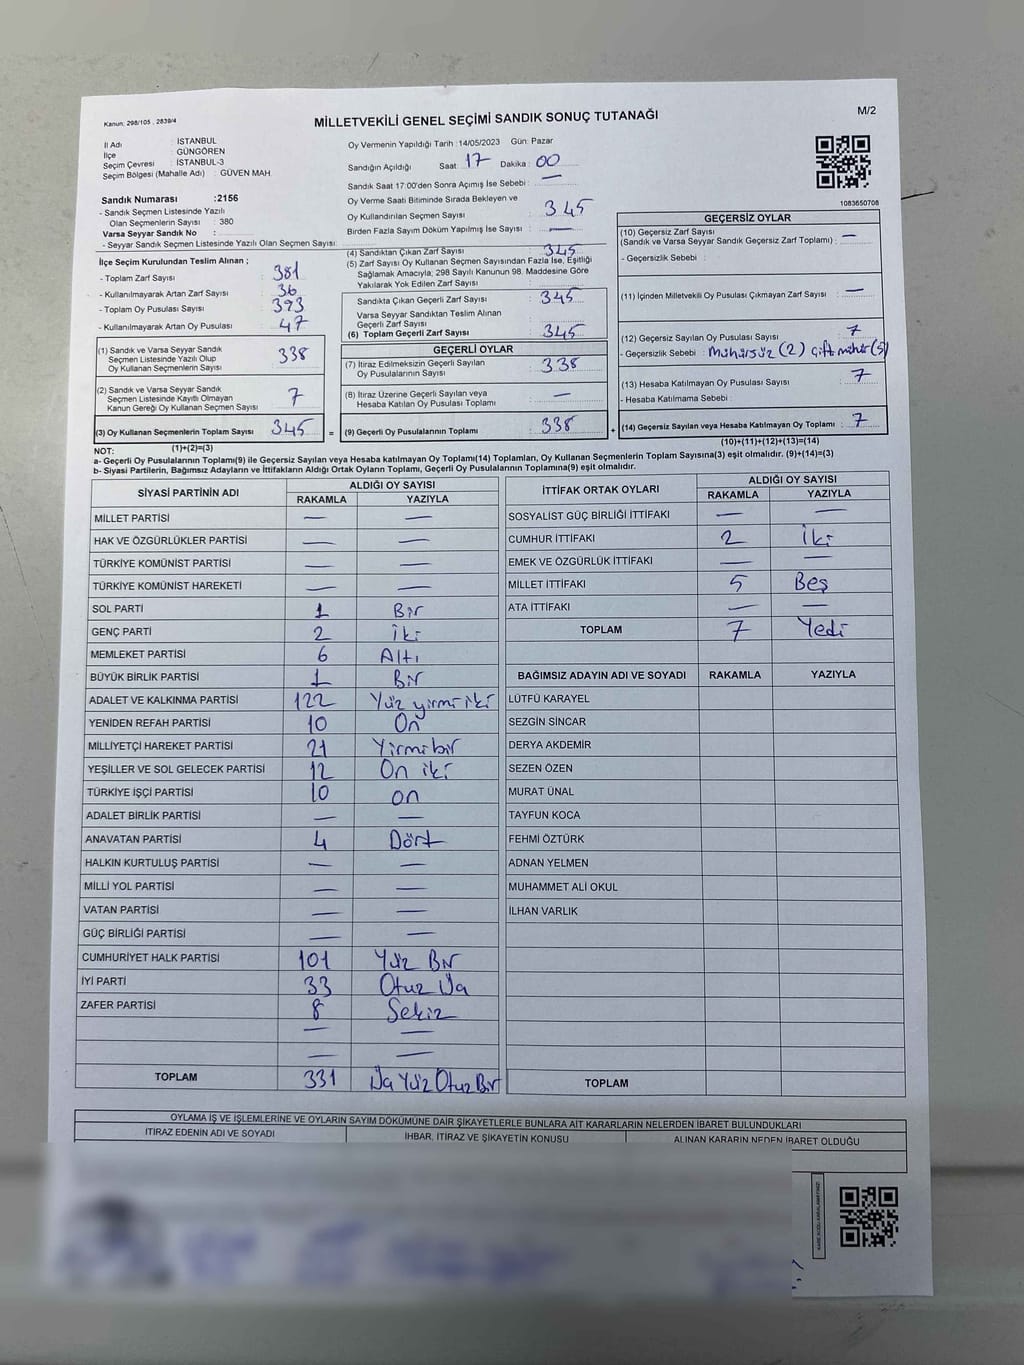 Kanun: 298/105 , 2839/4
MİLLETVEKİLİ GENEL SEÇİMİ SANDIK SONUÇ TUTANAĞI
M/2
İl Adı : İSTANBUL
İlçe : GÜNGÖREN
Seçim Çevresi : İSTANBUL-3
Seçim Bölgesi (Mahalle Adı) : GÜVEN MAH.
Sandık Numarası :2156
- Sandık Seçmen Listesinde Yazılı
Olan Seçmenlerin Sayısı : 380
Varsa Seyyar Sandık No :
- Seyyar Sandık Seçmen Listesinde Yazılı Olan Seçmen Sayısı:
Oy Vermenin Yapıldığı Tarih :14/05/2023 Gün: Pazar
Sandığın Açıldığı Saat: 17 Dakika : 00
Sandık Saat 17:00'den Sonra Açımış İse Sebebi : —
Oy Verme Saati Bitiminde Sırada Bekleyen ve
Oy Kullandırılan Seçmen Sayısı : 345
Birden Fazla Sayım Döküm Yapılmış İse Sayısı : —
1083650708
İlçe Seçim Kurulundan Teslim Alınan ;
- Toplam Zarf Sayısı : 381
- Kullanılmayarak Artan Zarf Sayısı : 36
- Toplam Oy Pusulası Sayısı : 393
- Kullanılmayarak Artan Oy Pusulası : 47
(1) Sandık ve Varsa Seyyar Sandık
Seçmen Listesinde Yazılı Olup
Oy Kullanan Seçmen Sayısı : 338
(2) Sandık ve Varsa Seyyar Sandık
Seçmen Listesinde Kayıtlı Olmayan
Kanun Gereği Oy Kullanan Seçmen Sayısı : 7
(3) Oy Kullanan Seçmenlerin Toplam Sayısı : 345
(1)+(2)=(3)
(4) Sandıktan Çıkan Zarf Sayısı : 345
(5) Zarf Sayısı Oy Kullanan Seçmen Sayısından Fazla İse, Eşitliği
Sağlamak Amacıyla; 298 Sayılı Kanunun 98. Maddesine Göre
Yakılarak Yok Edilen Zarf Sayısı :
Sandıkta Çıkan Geçerli Zarf Sayısı : 345
Varsa Seyyar Sandıktan Teslim Alınan
Geçerli Zarf Sayısı :
(6) Toplam Geçerli Zarf Sayısı : 345
GEÇERLİ OYLAR
(7) İtiraz Edilmeksizin Geçerli Sayılan
Oy Pusulalarının Sayısı : 338
(8) İtiraz Üzerine Geçerli Sayılan veya
Hesaba Katılan Oy Pusulası Toplamı : —
= (9) Geçerli Oy Pusulalarının Toplamı : 338 +
GEÇERSİZ OYLAR
(10) Geçersiz Zarf Sayısı : —
(Sandık ve Varsa Seyyar Sandık Geçersiz Zarf Toplamı) :
- Geçersizlik Sebebi :
(11) İçinden Milletvekili Oy Pusulası Çıkmayan Zarf Sayısı : —
(12) Geçersiz Sayılan Oy Pusulası Sayısı : 7
- Geçersizlik Sebebi : Mühürsüz (2) Çift mühür (5)
(13) Hesaba Katılmayan Oy Pusulası Sayısı : 7
- Hesaba Katılmama Sebebi :
(14) Geçersiz Sayılan veya Hesaba Katılmayan Oy Toplamı : 7
(10)+(11)+(12)+(13)=(14)
NOT:
a- Geçerli Oy Pusulaları(9) ile Geçersiz Sayılan veya Hesaba Katılmayan Oy Toplamı(14) Toplamları, Oy Kullanan Seçmenlerin Toplam Sayısına(3) eşit olmalıdır. (9)+(14)=(3)
b- Siyasi Partilerin, Bağımsız Adayların ve İttifakların Aldığı Ortak Oyların Toplamı, Geçerli Oy Pusulalarının Toplamına(9) eşit olmalıdır.
SİYASİ PARTİNİN ADI ALDIĞI OY SAYISI
RAKAMLA YAZIYLA
MİLLET PARTİSİ — —
HAK VE ÖZGÜRLÜKLER PARTİSİ — —
TÜRKİYE KOMÜNİST PARTİSİ — —
TÜRKİYE KOMÜNİST HAREKETİ — —
SOL PARTİ 1 Bir
GENÇ PARTİ 2 İki
MEMLEKET PARTİSİ 6 Altı
BÜYÜK BİRLİK PARTİSİ 1 Bir
ADALET VE KALKINMA PARTİSİ 122 Yüz yirmi iki
YENİDEN REFAH PARTİSİ 10 On
MİLLİYETÇİ HAREKET PARTİSİ 21 Yirmi bir
YEŞİLLER VE SOL GELECEK PARTİSİ 12 On iki
TÜRKİYE İŞÇİ PARTİSİ 10 on
ADALET BİRLİK PARTİSİ — —
ANAVATAN PARTİSİ 4 Dört
HALKIN KURTULUŞ PARTİSİ — —
MİLLİ YOL PARTİSİ — —
VATAN PARTİSİ — —
GÜÇ BİRLİĞİ PARTİSİ — —
CUMHURİYET HALK PARTİSİ 101 Yüz Bir
İYİ PARTİ 33 Otuz Üç
ZAFER PARTİSİ 8 Sekiz
— —
— —
TOPLAM 331 Üç Yüz Otuz Bir
İTTİFAK ORTAK OYLARI ALDIĞI OY SAYISI
RAKAMLA YAZIYLA
SOSYALİST GÜÇ BİRLİĞİ İTTİFAKI — —
CUMHUR İTTİFAKI 2 İki
EMEK VE ÖZGÜRLÜK İTTİFAKI — —
MİLLET İTTİFAKI 5 Beş
ATA İTTİFAKI — —
TOPLAM 7 Yedi
BAĞIMSIZ ADAYIN ADI VE SOYADI RAKAMLA YAZIYLA
LÜTFÜ KARAYEL
SEZGİN SİNCAR
DERYA AKDEMİR
SEZEN ÖZEN
MURAT ÜNAL
TAYFUN KOCA
FEHMİ ÖZTÜRK
ADNAN YELMEN
MUHAMMET ALİ OKUL
İLHAN VARLIK
TOPLAM
OYLAMA İŞ VE İŞLEMLERİNE VE OYLARIN SAYIM DÖKÜMÜNE DAİR ŞİKAYETLERLE BUNLARA AİT KARARLARIN NELERDEN İBARET BULUNDUKLARI
İTİRAZ EDENİN ADI VE SOYADI İHBAR, İTİRAZ VE ŞİKAYETİN KONUSU ALINAN KARARIN NEDEN İBARET OLDUĞU